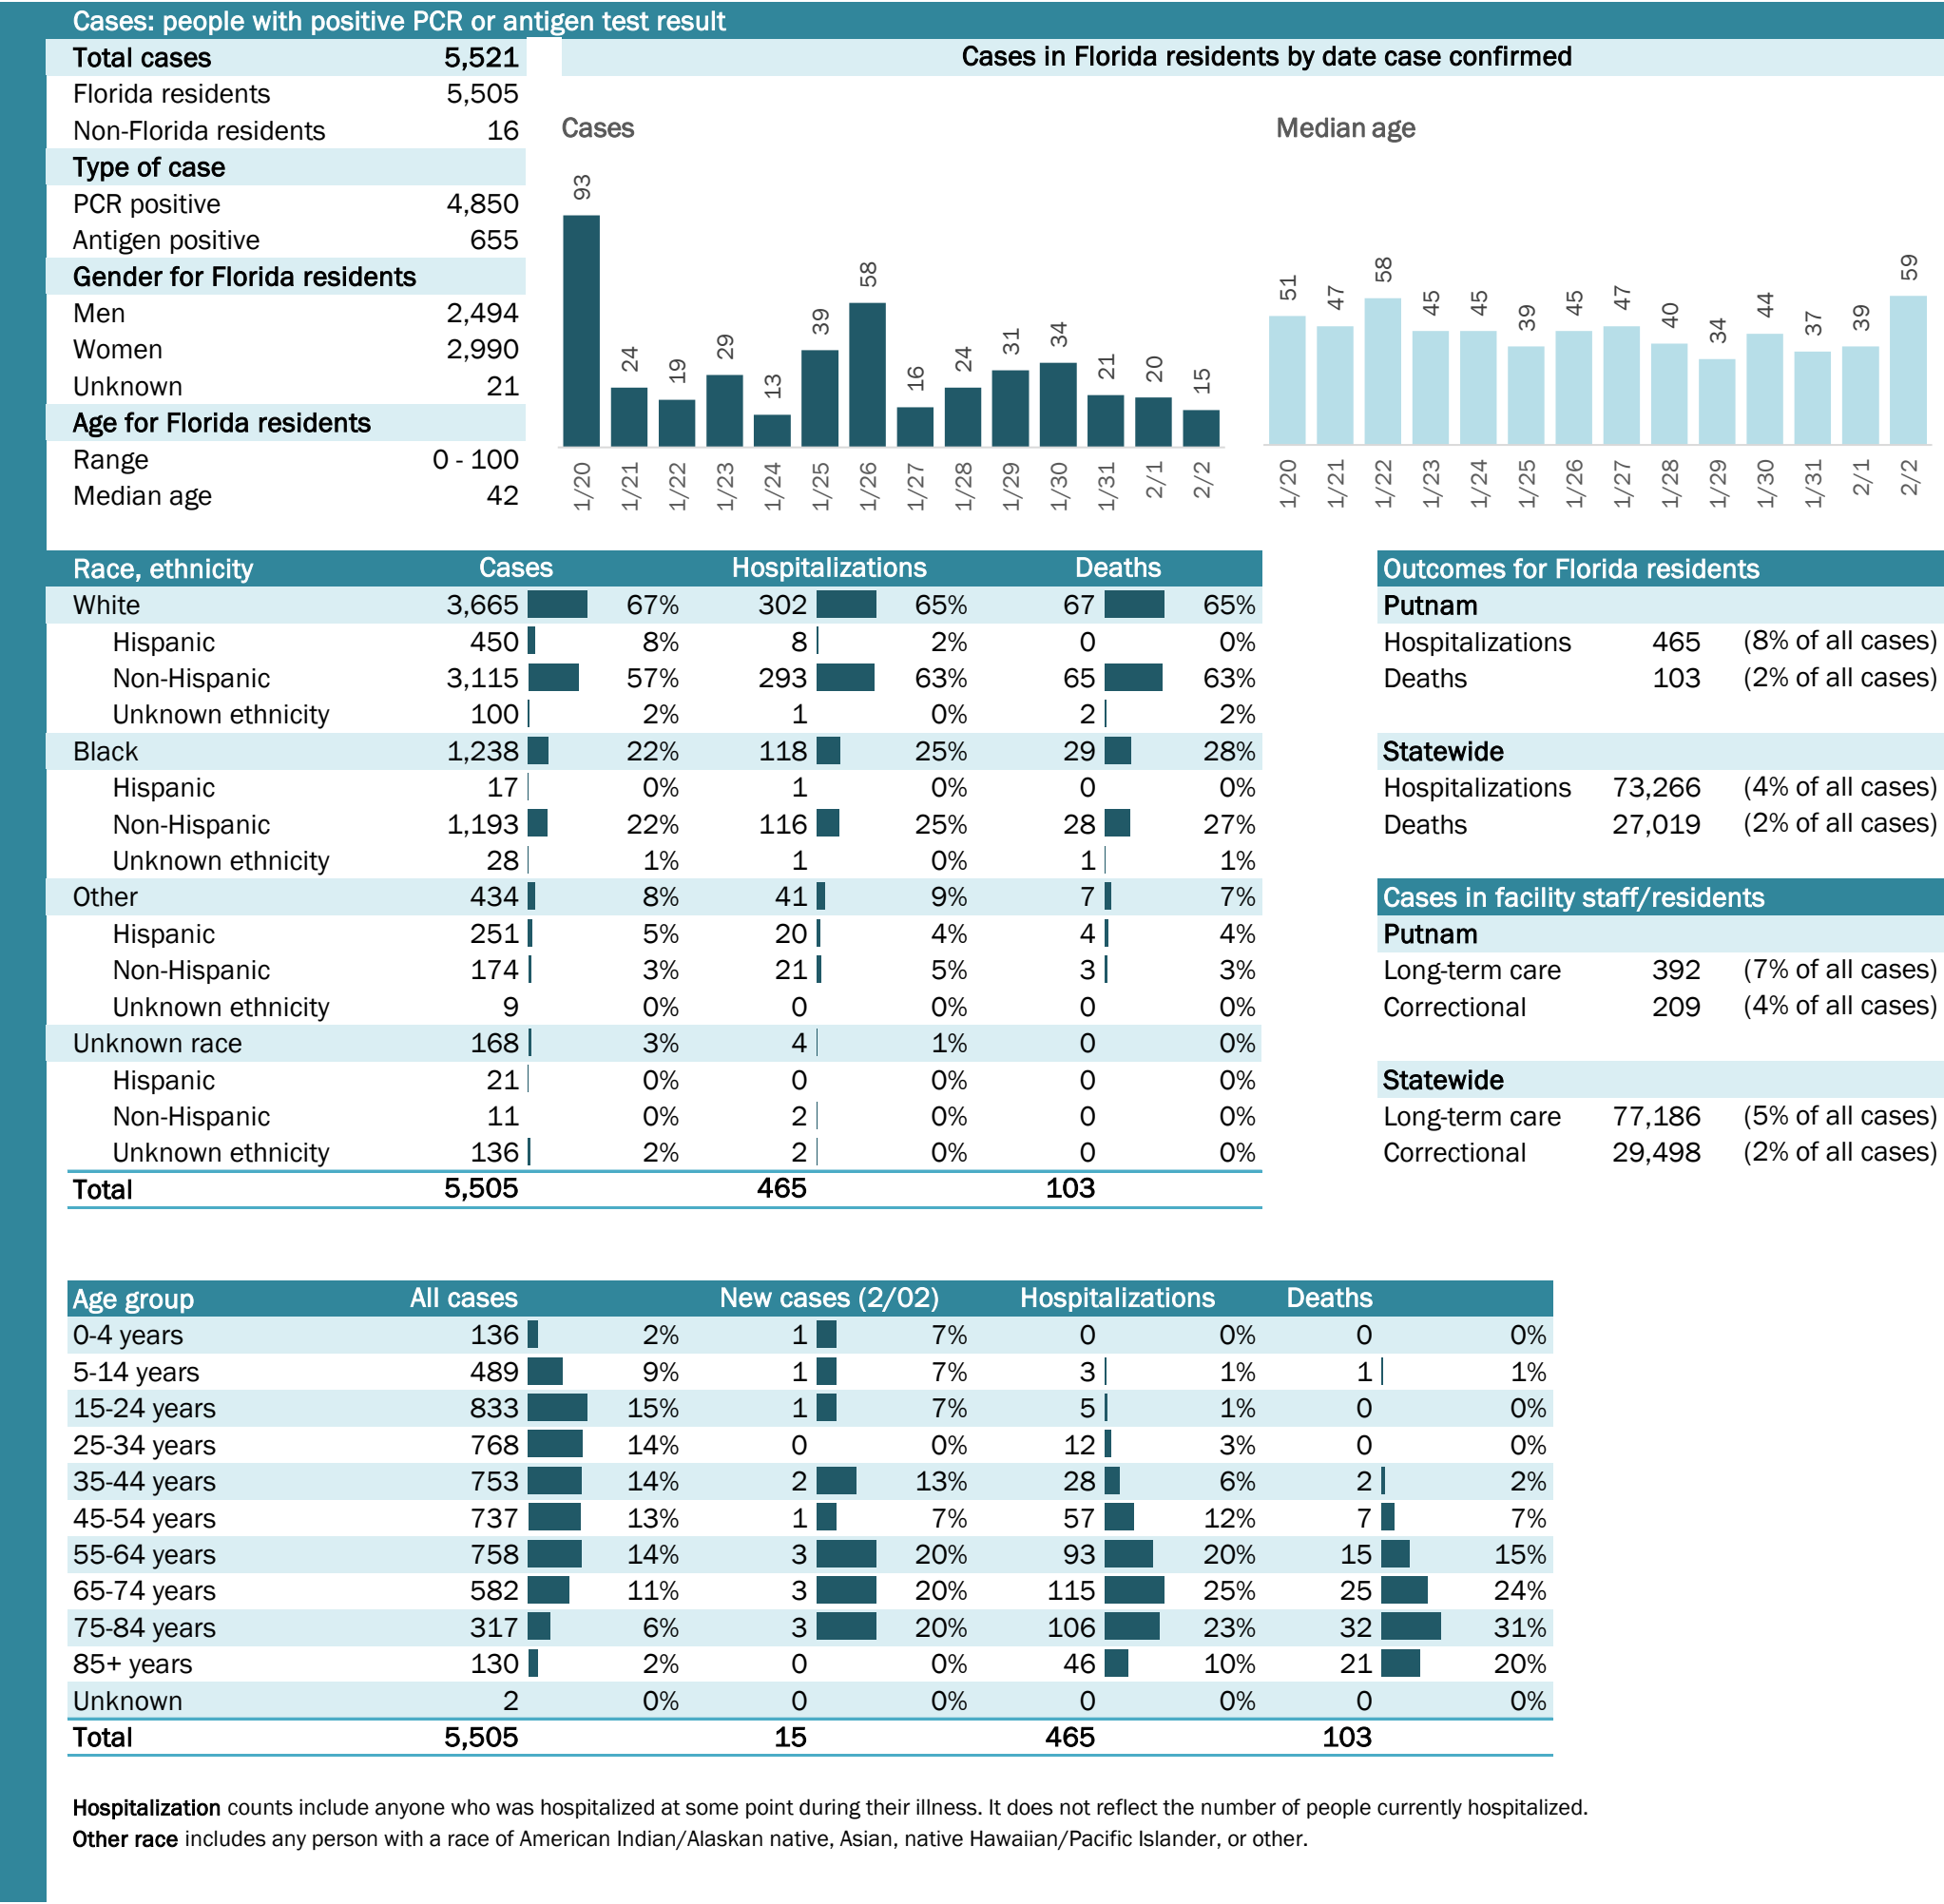 Cases: people with positive PCR or antigen test result
Total cases 5,521
Florida residents 5,505
Non-Florida residents 16
Type of case
PCR positive 4,850
Antigen positive 655
Gender for Florida residents
Men 2,494
Women 2,990
Unknown 21
Age for Florida residents
Range 0 - 100
Median age 42
Cases in Florida residents by date case confirmed
Cases
93 24 19 29 13 39 58 16 24 31 34 21 20 15
1/20 1/21 1/22 1/23 1/24 1/25 1/26 1/27 1/28 1/29 1/30 1/31 2/1 2/2
Median age
51 47 58 45 45 39 45 47 40 34 44 37 39 59
1/20 1/21 1/22 1/23 1/24 1/25 1/26 1/27 1/28 1/29 1/30 1/31 2/1 2/2
Race, ethnicity Cases Hospitalizations Deaths
White 3,665 67% 302 65% 67 65%
Hispanic 450 8% 8 2% 0 0%
Non-Hispanic 3,115 57% 293 63% 65 63%
Unknown ethnicity 100 2% 1 0% 2 2%
Black 1,238 22% 118 25% 29 28%
Hispanic 17 0% 1 0% 0 0%
Non-Hispanic 1,193 22% 116 25% 28 27%
Unknown ethnicity 28 1% 1 0% 1 1%
Other 434 8% 41 9% 7 7%
Hispanic 251 5% 20 4% 4 4%
Non-Hispanic 174 3% 21 5% 3 3%
Unknown ethnicity 9 0% 0 0% 0 0%
Unknown race 168 3% 4 1% 0 0%
Hispanic 21 0% 0 0% 0 0%
Non-Hispanic 11 0% 2 0% 0 0%
Unknown ethnicity 136 2% 2 0% 0 0%
Total 5,505 465 103
Outcomes for Florida residents
Putnam
Hospitalizations 465 (8% of all cases)
Deaths 103 (2% of all cases)
Statewide
Hospitalizations 73,266 (4% of all cases)
Deaths 27,019 (2% of all cases)
Cases in facility staff/residents
Putnam
Long-term care 392 (7% of all cases)
Correctional 209 (4% of all cases)
Statewide
Long-term care 77,186 (5% of all cases)
Correctional 29,498 (2% of all cases)
Age group All cases New cases (2/02) Hospitalizations Deaths
0-4 years 136 2% 1 7% 0 0% 0 0%
5-14 years 489 9% 1 7% 3 1% 1 1%
15-24 years 833 15% 1 7% 5 1% 0 0%
25-34 years 768 14% 0 0% 12 3% 0 0%
35-44 years 753 14% 2 13% 28 6% 2 2%
45-54 years 737 13% 1 7% 57 12% 7 7%
55-64 years 758 14% 3 20% 93 20% 15 15%
65-74 years 582 11% 3 20% 115 25% 25 24%
75-84 years 317 6% 3 20% 106 23% 32 31%
85+ years 130 2% 0 0% 46 10% 21 20%
Unknown 2 0% 0 0% 0 0% 0 0%
Total 5,505 15 465 103
Hospitalization counts include anyone who was hospitalized at some point during their illness. It does not reflect the number of people currently hospitalized.
Other race includes any person with a race of American Indian/Alaskan native, Asian, native Hawaiian/Pacific Islander, or other.